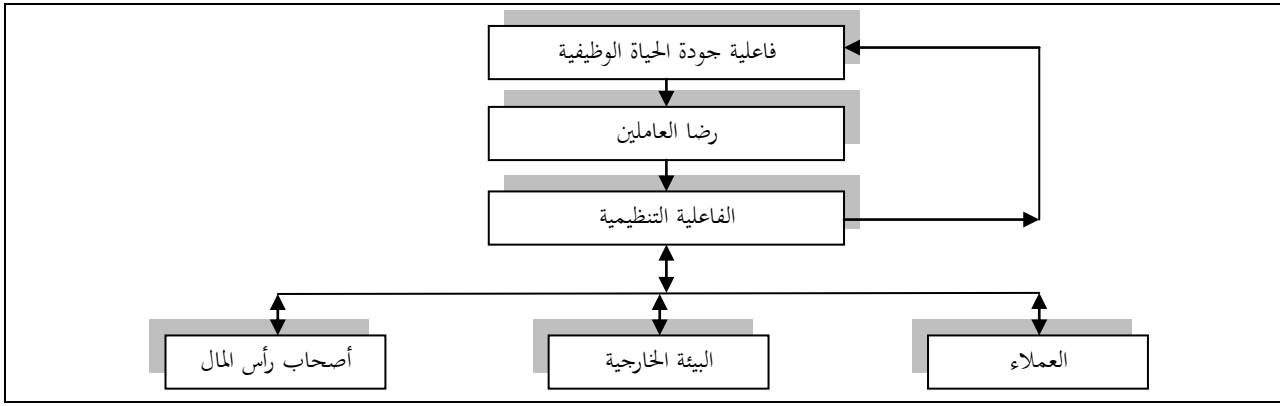 فاعلية جودة الحياة الوظيفية
رضا العاملين
الفاعلية التنظيمية
العملاء
البيئة الخارجية
أصحاب رأس المال